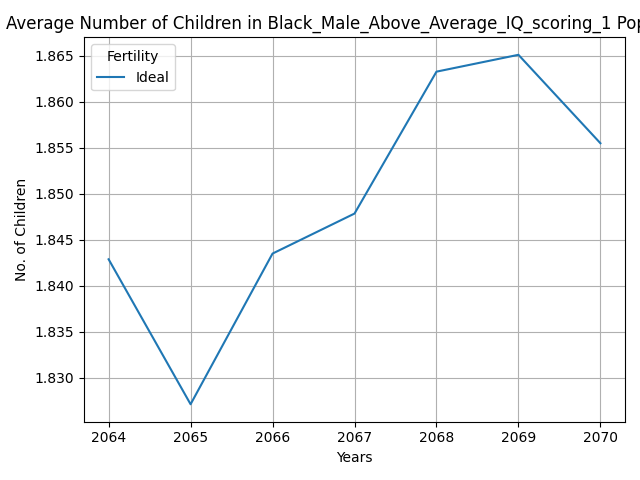 Average Number of Children in Black_Male_Above_Average_IQ_scoring_1 Pop
Fertility
Ideal
No. of Children
1.865
1.860
1.855
1.850
1.845
1.840
1.835
1.830
2064 2065 2066 2067 2068 2069 2070
Years